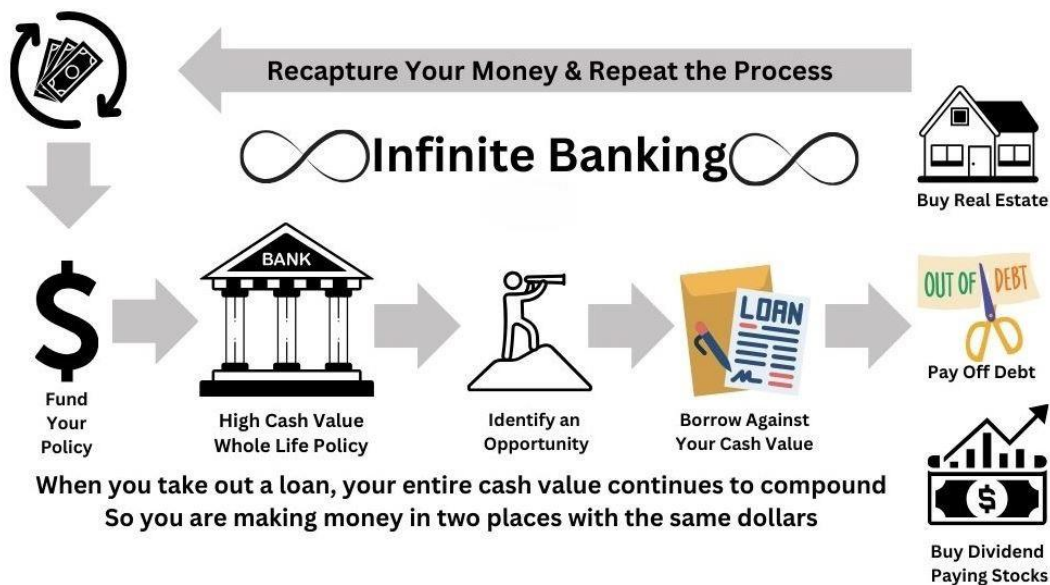 Recapture Your Money & Repeat the Process
Infinite Banking
Buy Real Estate
BANK
LOAN
OUT OF DEBT
Pay Off Debt
Fund
Your
Policy
High Cash Value
Whole Life Policy
Identify an
Opportunity
Borrow Against
Your Cash Value
When you take out a loan, your entire cash value continues to compound
So you are making money in two places with the same dollars
$
Buy Dividend
Paying Stocks